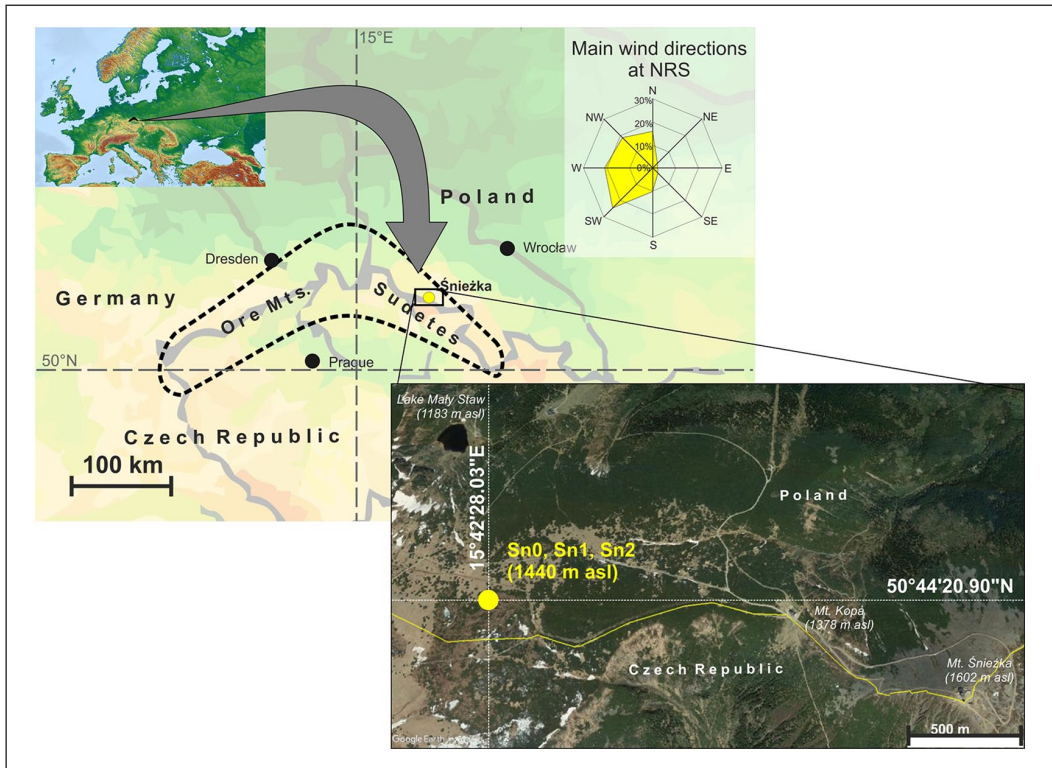 15°E
Main wind directions
at NRS
N
30%
NW
NE
20%
10%
W
0%
E
SW
SE
S
Poland
Wrocław
Dresden
Śnieżka
Germany
Ore Mts.
Sudetes
50°N
Prague
Czech Republic
100 km
Lake Mały Staw
(1183 m asl)
15°42'28.03"E
Poland
Sn0, Sn1, Sn2
(1440 m asl)
50°44'20.90"N
Mt. Kopa
(1378 m asl)
Czech Republic
Mt. Śnieżka
(1602 m asl)
500 m
Google Earth